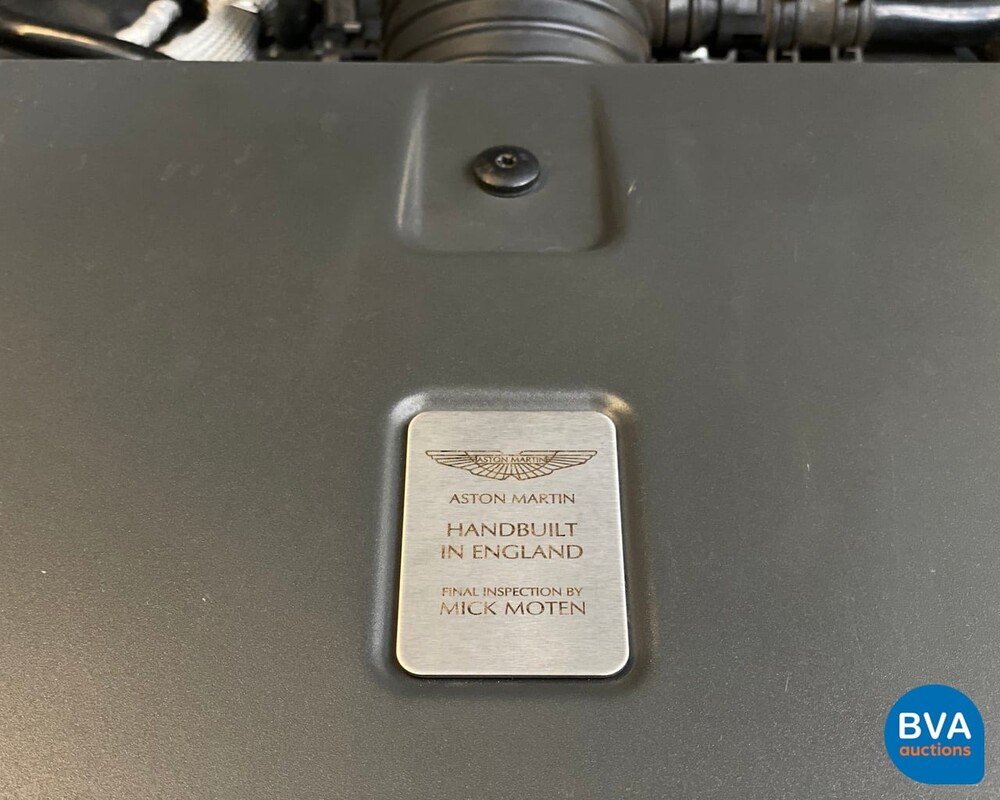 ASTON MARTIN
ASTON MARTIN
HANDBUILT
IN ENGLAND
FINAL INSPECTION BY
MICK MOTEN
BVA
auctions